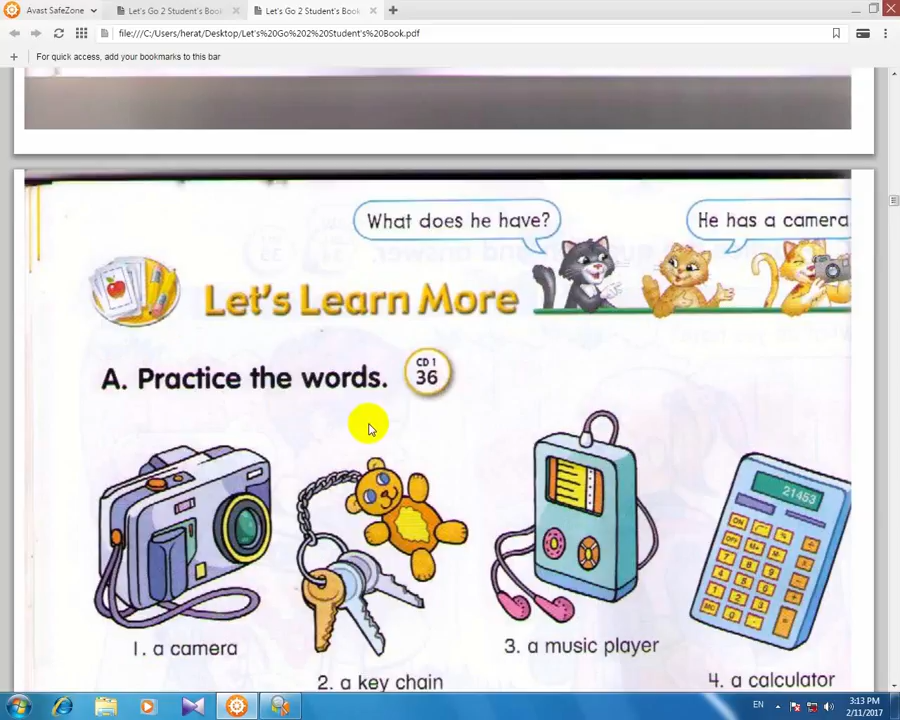 Avast SafeZone
Let's Go 2 Student's Book
Let's Go 2 Student's Book
file:///C:/Users/herat/Desktop/Let's%20Go%202%20Student's%20Book.pdf
For quick access, add your bookmarks to this bar
What does he have?
He has a camera
Let's Learn More
A. Practice the words.
CD 1
36
21453
1. a camera
2. a key chain
3. a music player
4. a calculator
EN
3:13 PM
2/11/2017